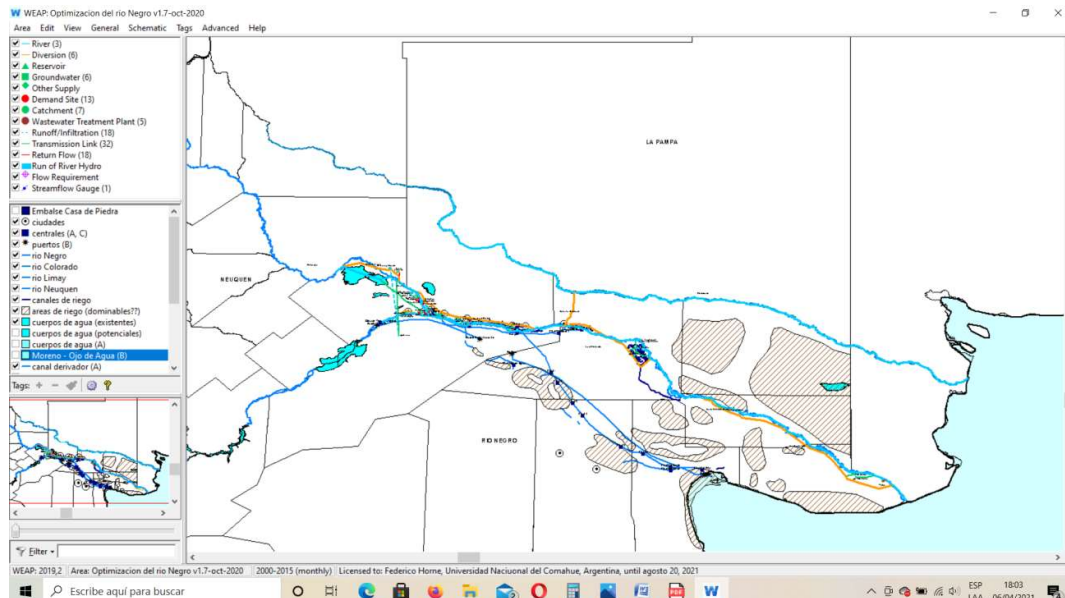 WEAP: Optimizacion del rio Negro v1.7-oct-2020
Area Edit View General Schematic Tags Advanced Help
River (3)
Diversion (6)
Reservoir
Groundwater (6)
Other Supply
Demand Site (13)
Catchment (7)
Wastewater Treatment Plant (5)
Runoff/Infiltration (18)
Transmission Link (32)
Return Flow (18)
Run of River Hydro
Flow Requirement
Streamflow Gauge (1)
Embalse Casa de Piedra
ciudades
centrales (A, C)
puertos (B)
rio Negro
rio Colorado
rio Limay
rio Neuquen
canales de riego
areas de riego (dominables??)
cuerpos de agua (existentes)
cuerpos de agua (potenciales)
cuerpos de agua (A)
Moreno - Ojo de Agua (B)
canal derivador (A)
Tags:
Filter
LA PAMPA
NEUQUEN
RIO NEGRO
WEAP: 2019,2 Area: Optimizacion del rio Negro v1.7-oct-2020 2000-2015 (monthly) Licensed to: Federico Horne, Universidad Naciuonal del Comahue, Argentina, until agosto 20, 2021
Escribe aquí para buscar
ESP 18:03
LAA 06/04/2021